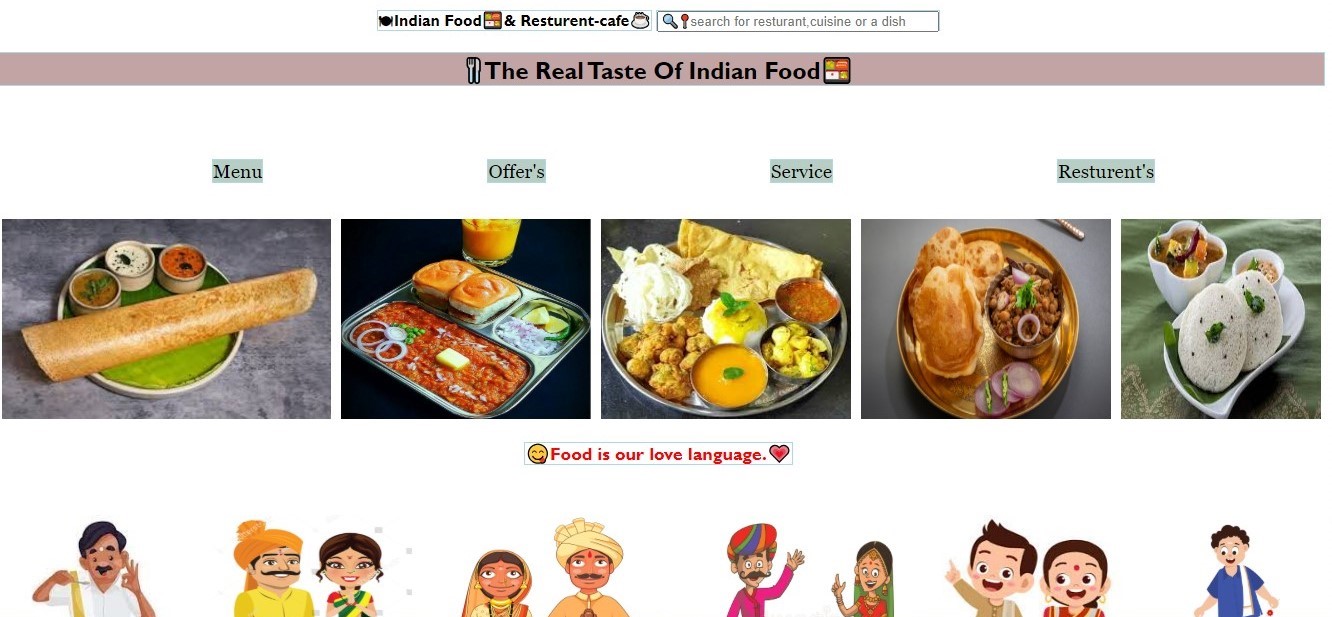 🍽Indian Food🍱& Resturent-cafe☕ 🔍📍search for resturant,cuisine or a dish
🍴The Real Taste Of Indian Food🍱
Menu Offer's Service Resturent's
😋Food is our love language.💗